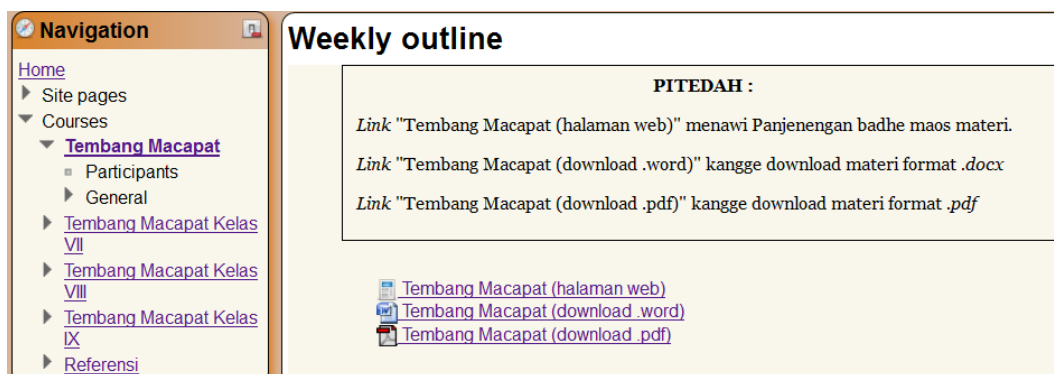 Navigation
Home
Site pages
Courses
Tembang Macapat
Participants
General
Tembang Macapat Kelas
VII
Tembang Macapat Kelas
VIII
Tembang Macapat Kelas
IX
Referensi
Weekly outline
PITEDAH :
Link "Tembang Macapat (halaman web)" menawi Panjenengan badhe maos materi.
Link "Tembang Macapat (download .word)" kangge download materi format .docx
Link "Tembang Macapat (download .pdf)" kangge download materi format .pdf
Tembang Macapat (halaman web)
Tembang Macapat (download .word)
Tembang Macapat (download .pdf)